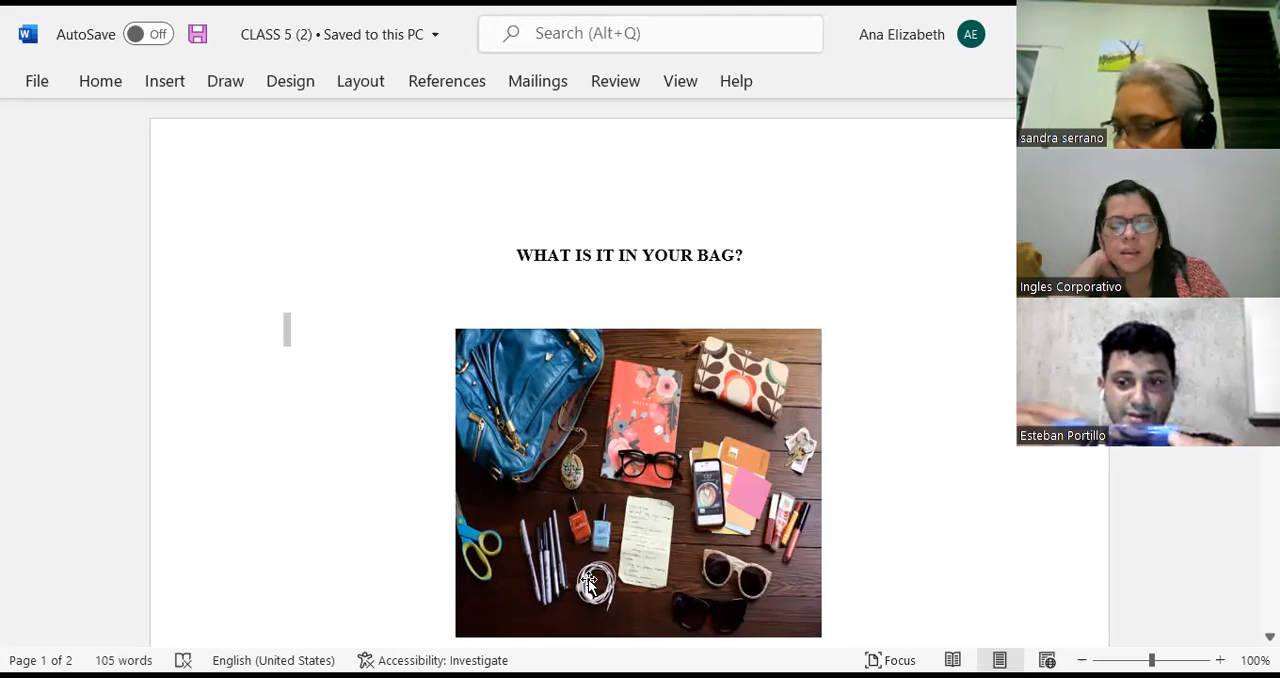 AutoSave Off CLASS 5 (2) • Saved to this PC Search (Alt+Q) Ana Elizabeth AE
File Home Insert Draw Design Layout References Mailings Review View Help
sandra serrano
Ingles Corporativo
Esteban Portillo
WHAT IS IT IN YOUR BAG?
Page 1 of 2 105 words English (United States) Accessibility: Investigate Focus 100%